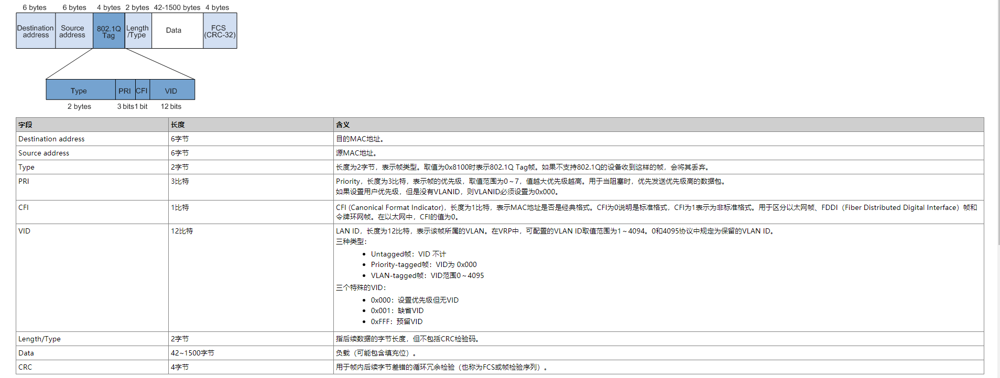 6 bytes 6 bytes 4 bytes 2 bytes 42-1500 bytes 4 bytes
Destination address
Source address
802.1Q Tag
Length /Type
Data
FCS (CRC-32)
Type PRI CFI VID
2 bytes 3 bits 1 bit 12 bits
字段 长度 含义
Destination address 6字节 目的MAC地址。
Source address 6字节 源MAC地址。
Type 2字节 长度为2字节，表示帧类型。取值为0x8100时表示802.1Q Tag帧。如果不支持802.1Q的设备收到这样的帧，会将其丢弃。
PRI 3比特 Priority，长度为3比特，表示帧的优先级，取值范围为0～7，值越大优先级越高。用于当阻塞时，优先发送优先级高的数据包。
如果设置用户优先级，但是没有VLANID，则VLANID必须设置为0x000。
CFI 1比特 CFI (Canonical Format Indicator)，长度为1比特，表示MAC地址是否是经典格式。CFI为0说明是标准格式，CFI为1表示为非标准格式。用于区分以太网帧、FDDI（Fiber Distributed Digital Interface）帧和
令牌环网帧。在以太网中，CFI的值为0。
VID 12比特 LAN ID，长度为12比特，表示该帧所属的VLAN。在VRP中，可配置的VLAN ID取值范围为1～4094。0和4095协议中规定为保留的VLAN ID。
三种类型：
• Untagged帧：VID 不计
• Priority-tagged帧：VID为 0x000
• VLAN-tagged帧：VID范围0～4095
三个特殊的VID：
• 0x000：设置优先级但无VID
• 0x001：缺省VID
• 0xFFF：预留VID
Length/Type 2字节 指后续数据的字节长度，但不包括CRC检验码。
Data 42~1500字节 负载（可能包含填充位）。
CRC 4字节 用于帧内后续字节差错的循环冗余检验（也称为FCS或帧检验序列）。